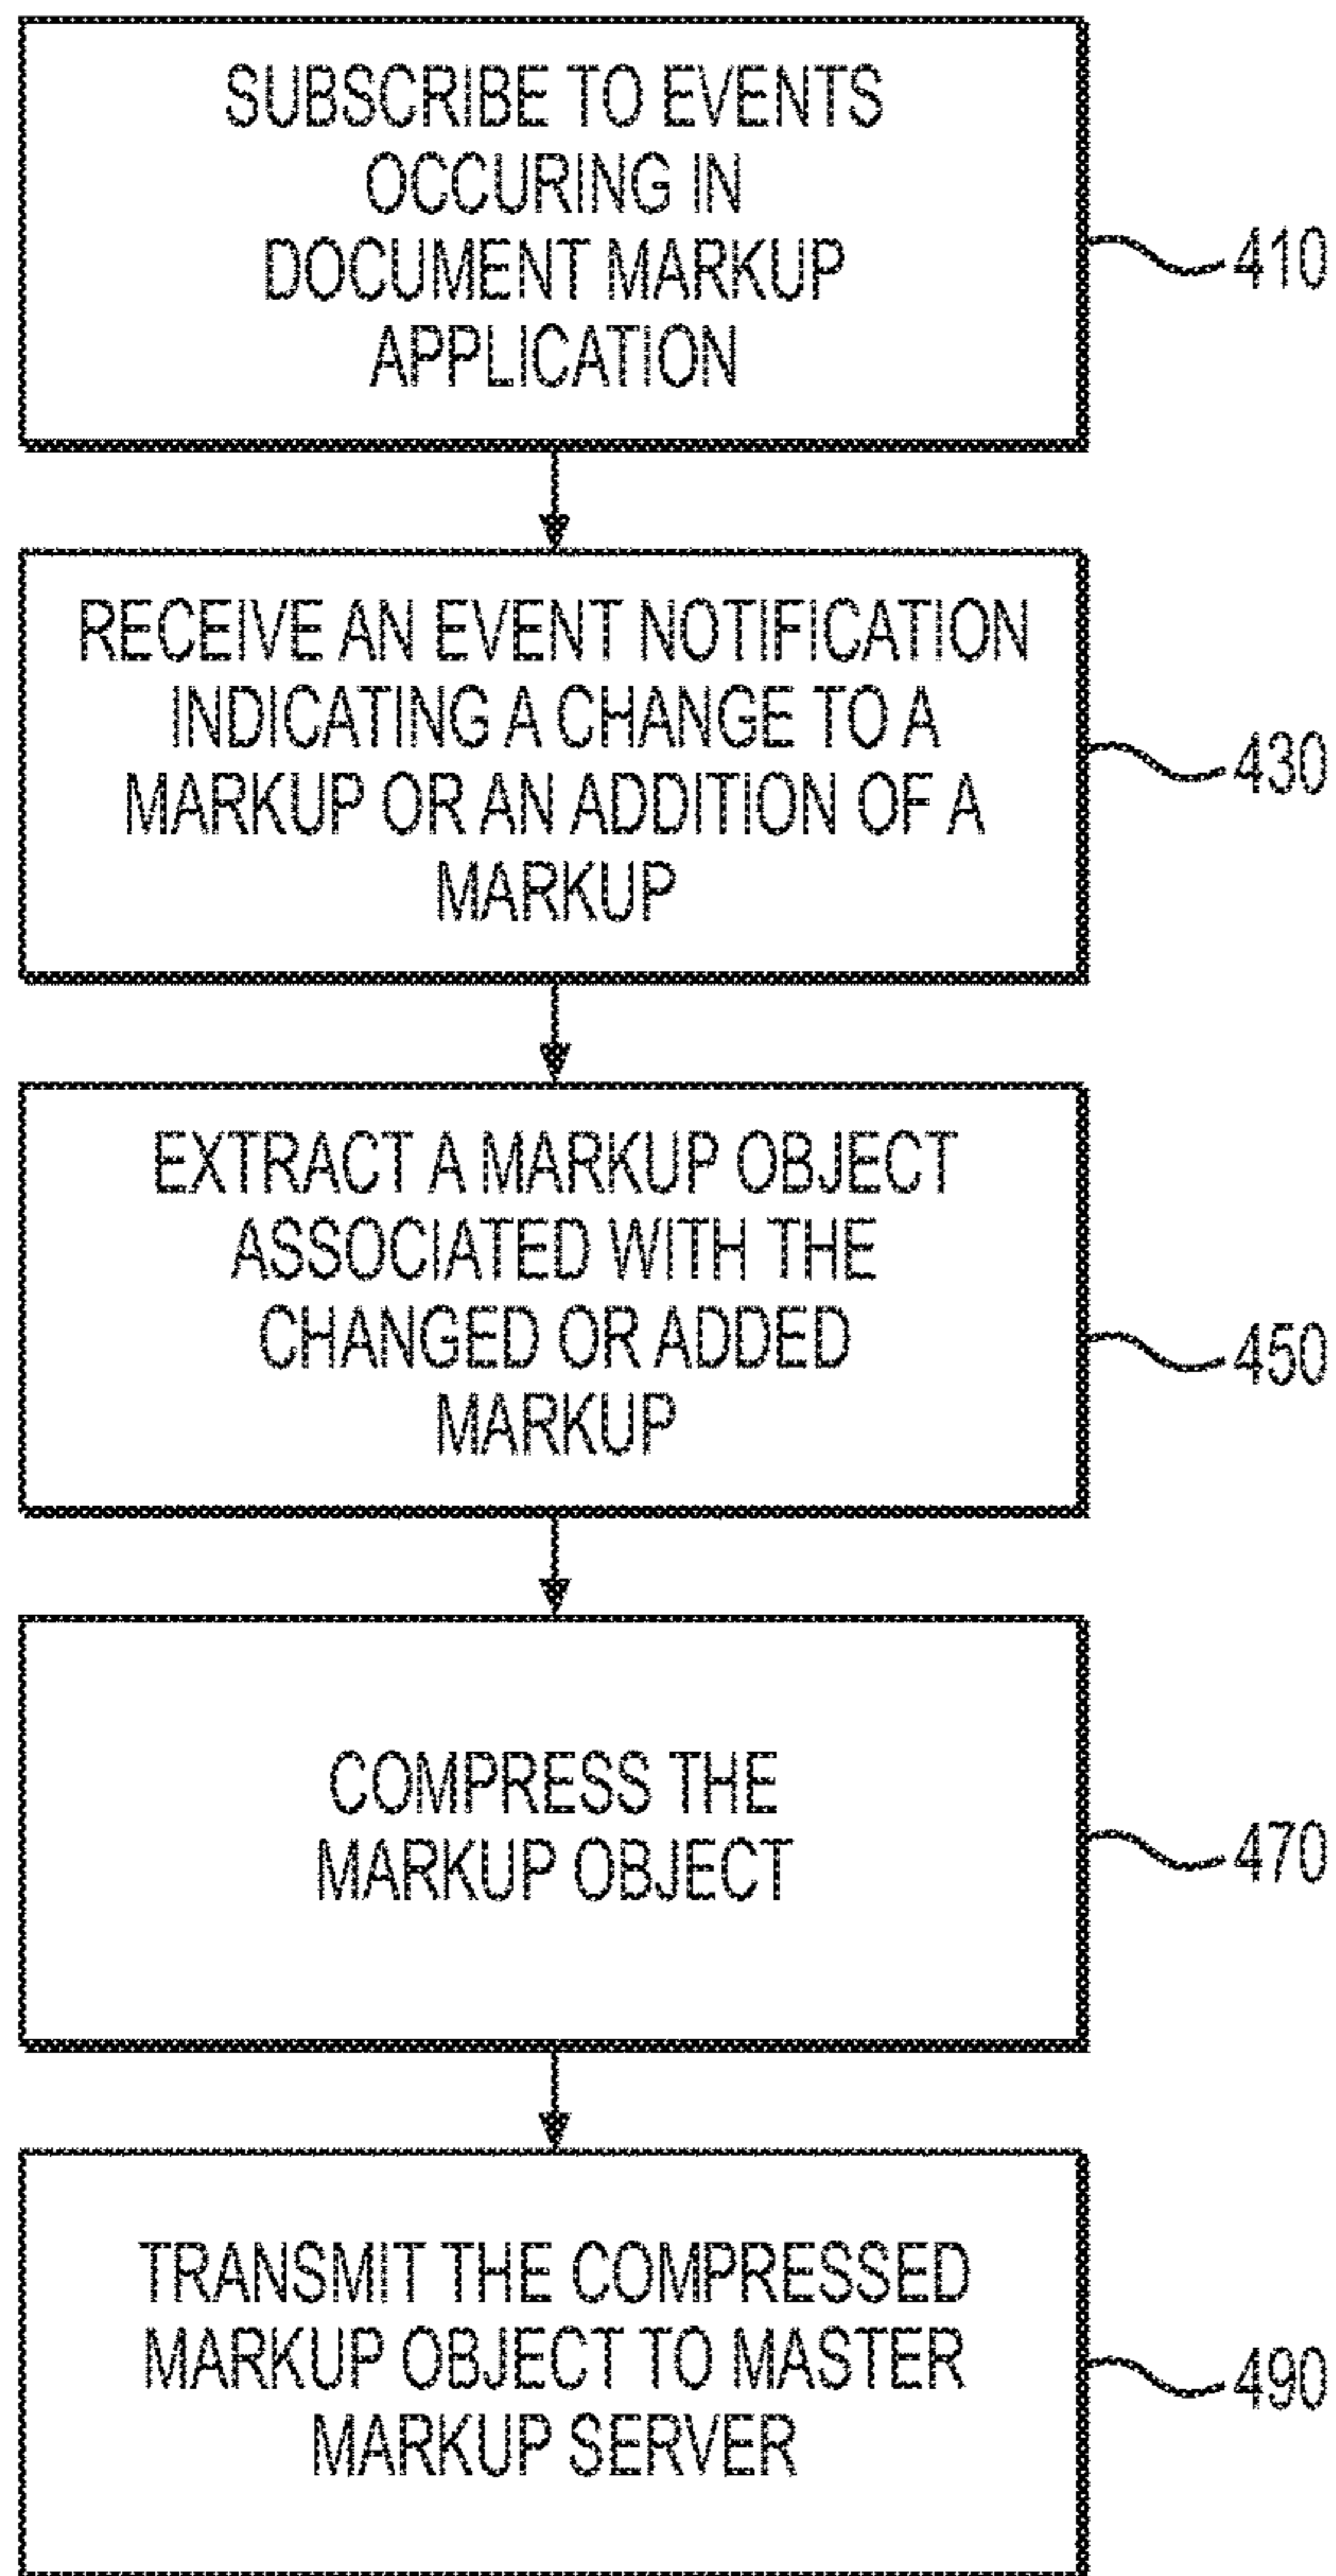 SUBSCRIBE TO EVENTS
OCCURING IN
DOCUMENT MARKUP
APPLICATION
410
RECEIVE AN EVENT NOTIFICATION
INDICATING A CHANGE TO A
MARKUP OR AN ADDITION OF A
MARKUP
430
EXTRACT A MARKUP OBJECT
ASSOCIATED WITH THE
CHANGED OR ADDED
MARKUP
450
COMPRESS THE
MARKUP OBJECT
470
TRANSMIT THE COMPRESSED
MARKUP OBJECT TO MASTER
MARKUP SERVER
490